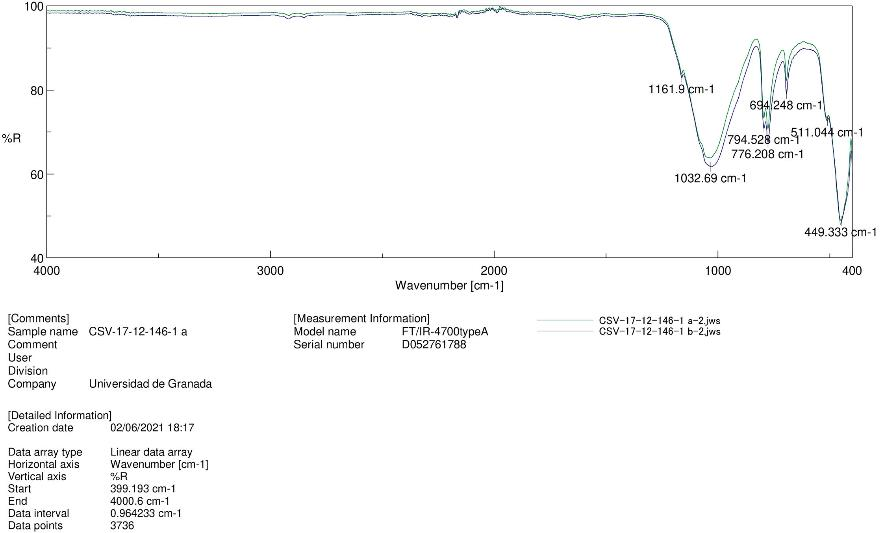 100
80
%R
60
40
4000
3000
2000
1000
400
Wavenumber [cm-1]
1161.9 cm-1
1032.69 cm-1
694.248 cm-1
794.528 cm-1
776.208 cm-1
511.044 cm-1
449.333 cm-1
[Comments]
Sample name CSV-17-12-146-1 a
Comment
User
Division
Company Universidad de Granada
[Measurement Information]
Model name FT/IR-4700typeA
Serial number D052761788
CSV-17-12-146-1 a-2.jws
CSV-17-12-146-1 b-2.jws
[Detailed Information]
Creation date 02/06/2021 18:17
Data array type Linear data array
Horizontal axis Wavenumber [cm-1]
Vertical axis %R
Start 399.193 cm-1
End 4000.6 cm-1
Data interval 0.964233 cm-1
Data points 3736